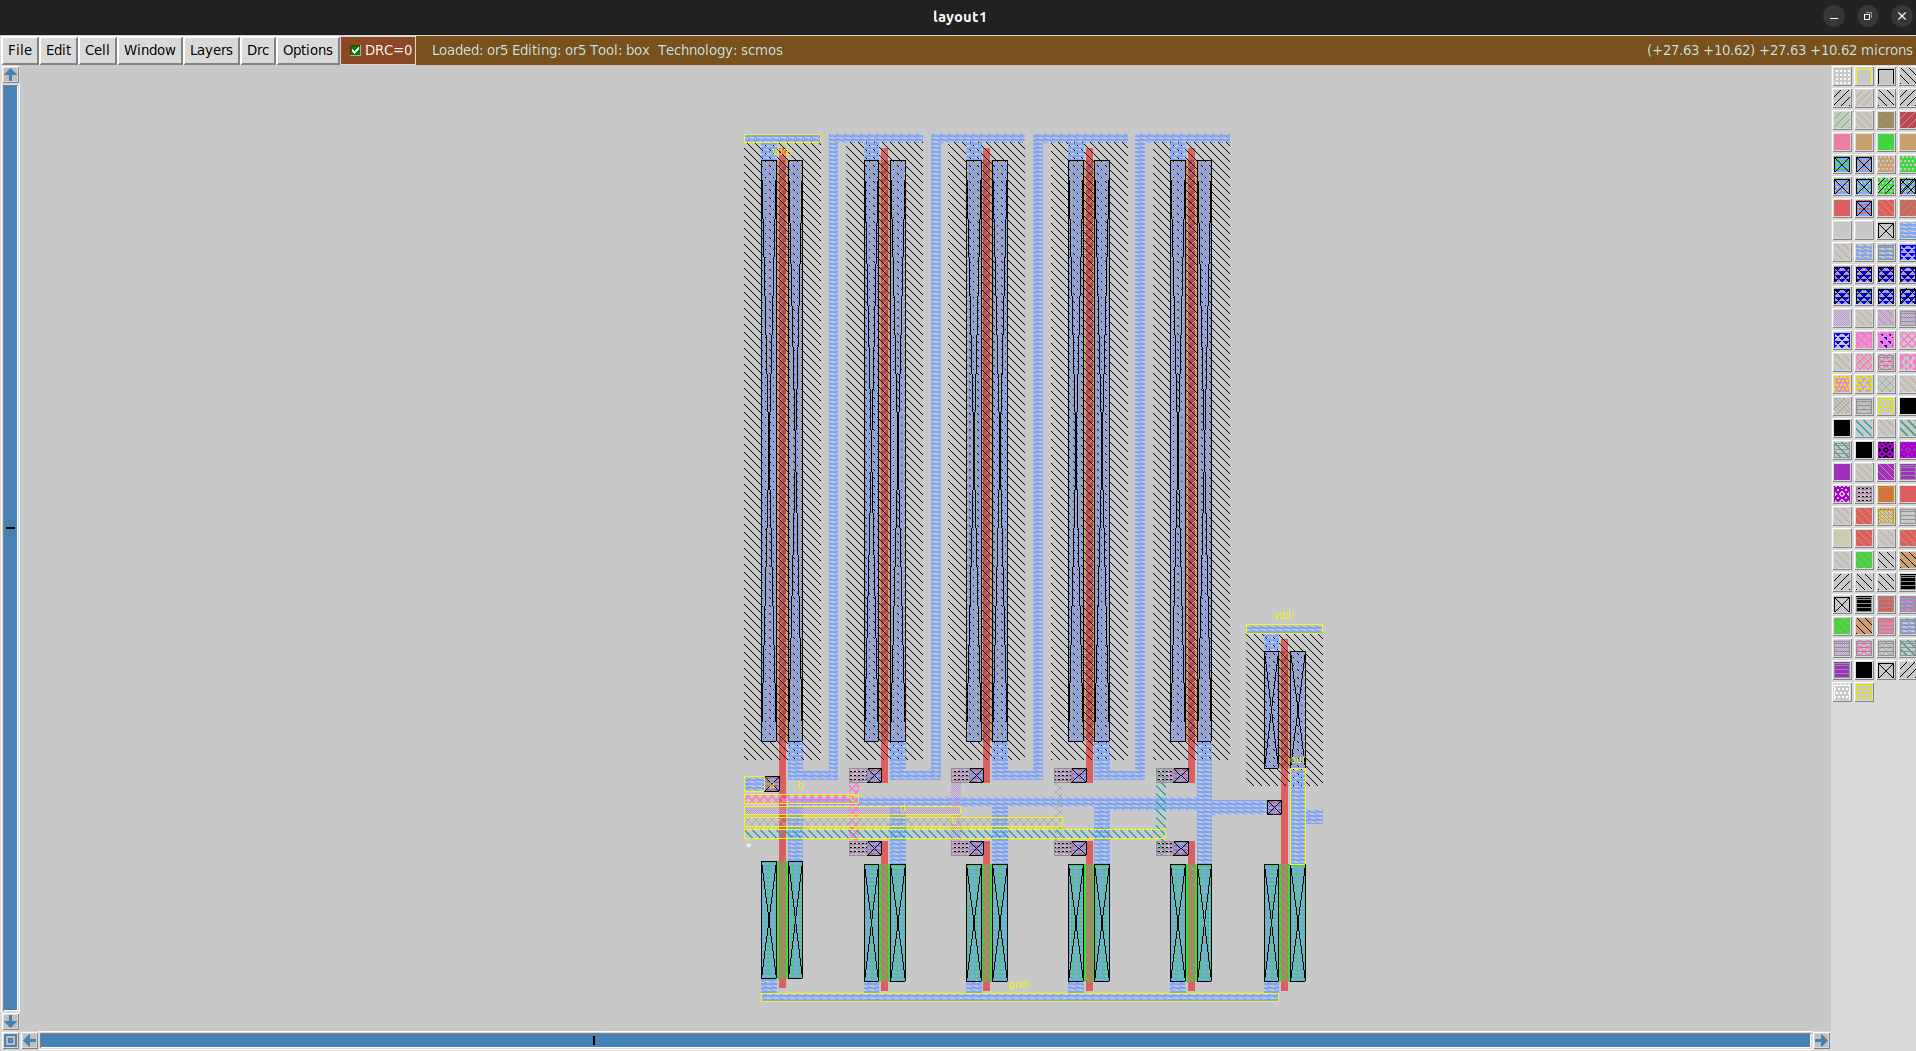 layout1
File Edit Cell Window Layers Drc Options DRC=0 Loaded: or5 Editing: or5 Tool: box Technology: scmos (+27.63 +10.62) +27.63 +10.62 microns
vdd!
b
d
e
gnd!